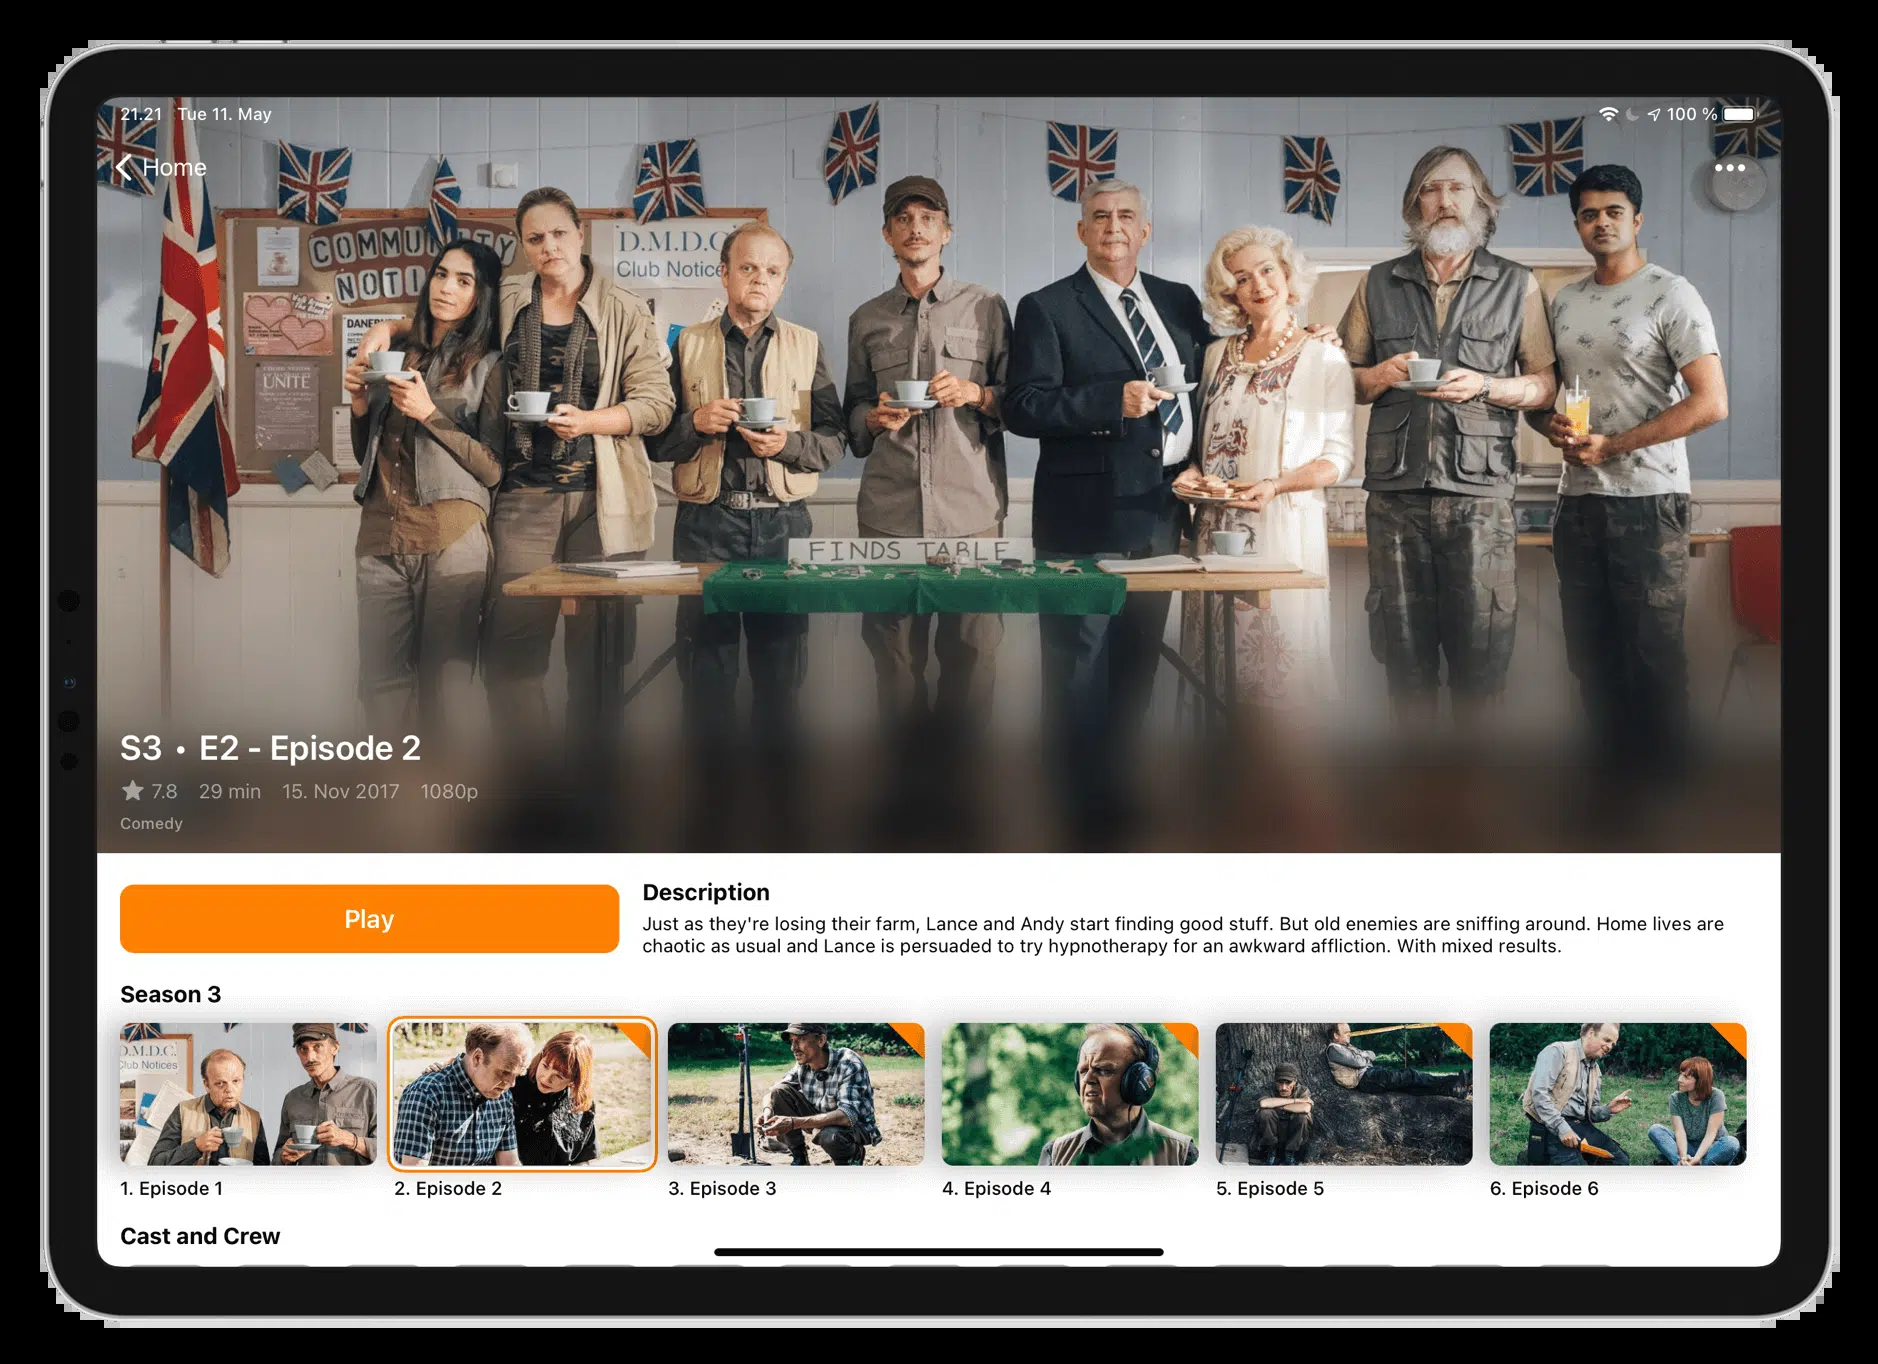 21.21 Tue 11. May
100 %
Home
COMMUNITY
NOTI
D.M.D.C.
Club Notice
DANEB
UNITE
FINDS TABLE
S3 • E2 - Episode 2
7.8 29 min 15. Nov 2017 1080p
Comedy
Play
Description
Just as they're losing their farm, Lance and Andy start finding good stuff. But old enemies are sniffing around. Home lives are
chaotic as usual and Lance is persuaded to try hypnotherapy for an awkward affliction. With mixed results.
Season 3
D.M.D.C.
Club Notices
1. Episode 1
2. Episode 2
3. Episode 3
4. Episode 4
5. Episode 5
6. Episode 6
Cast and Crew